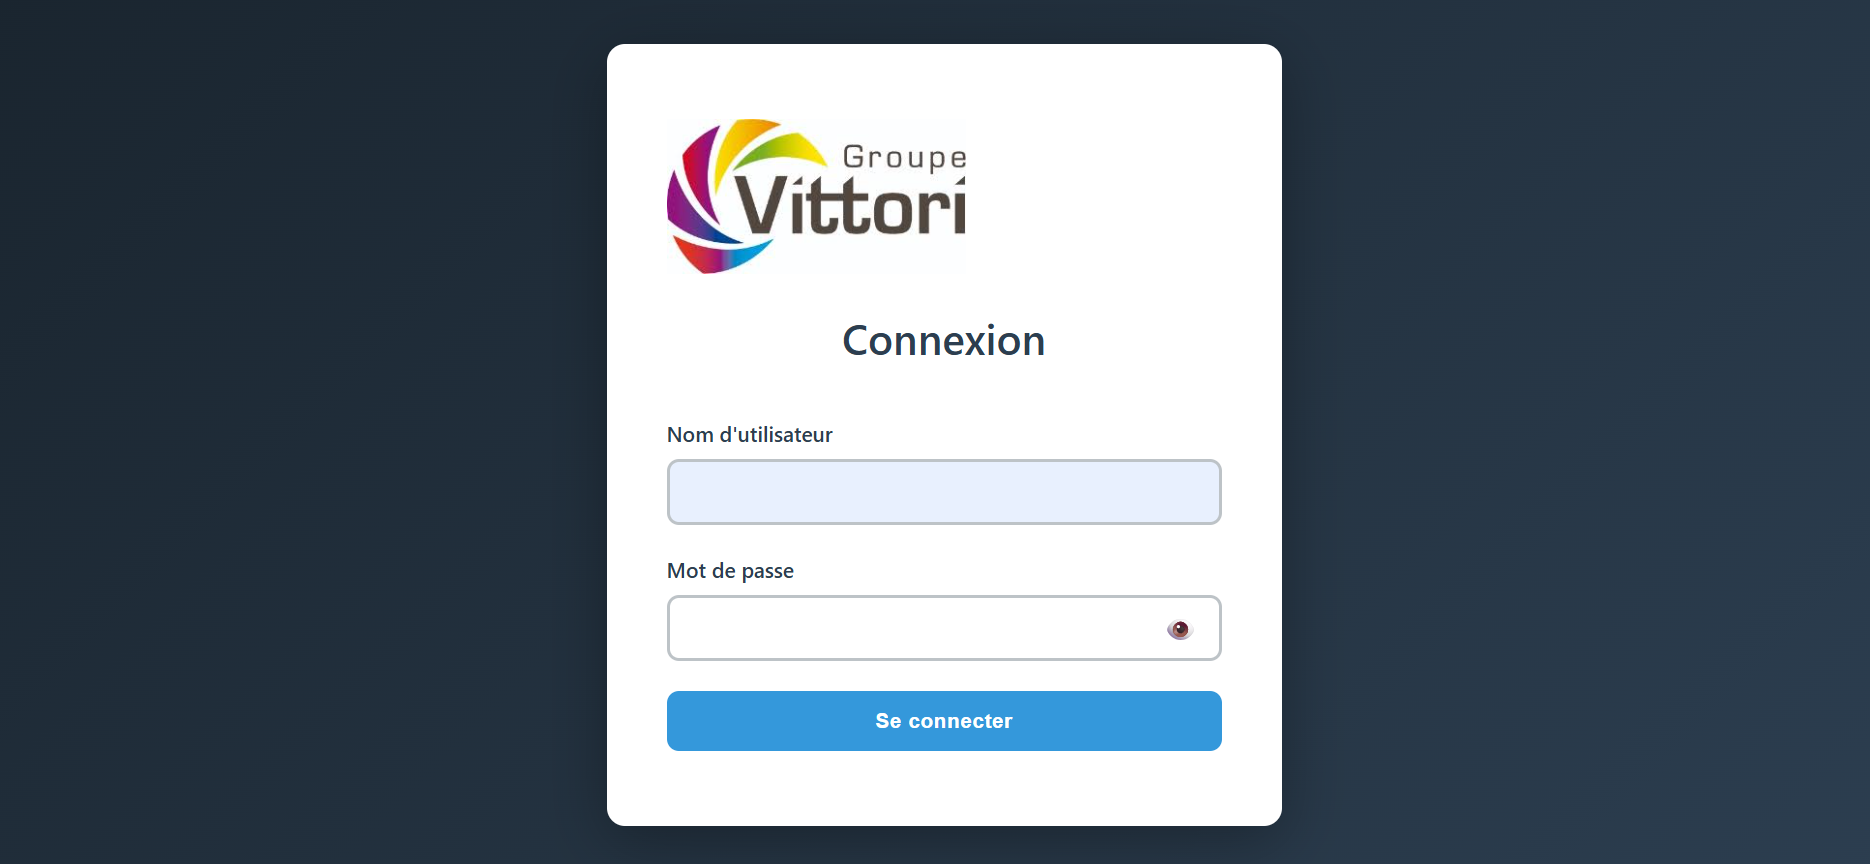 Groupe
Vittori
Connexion
Nom d'utilisateur
Mot de passe
Se connecter